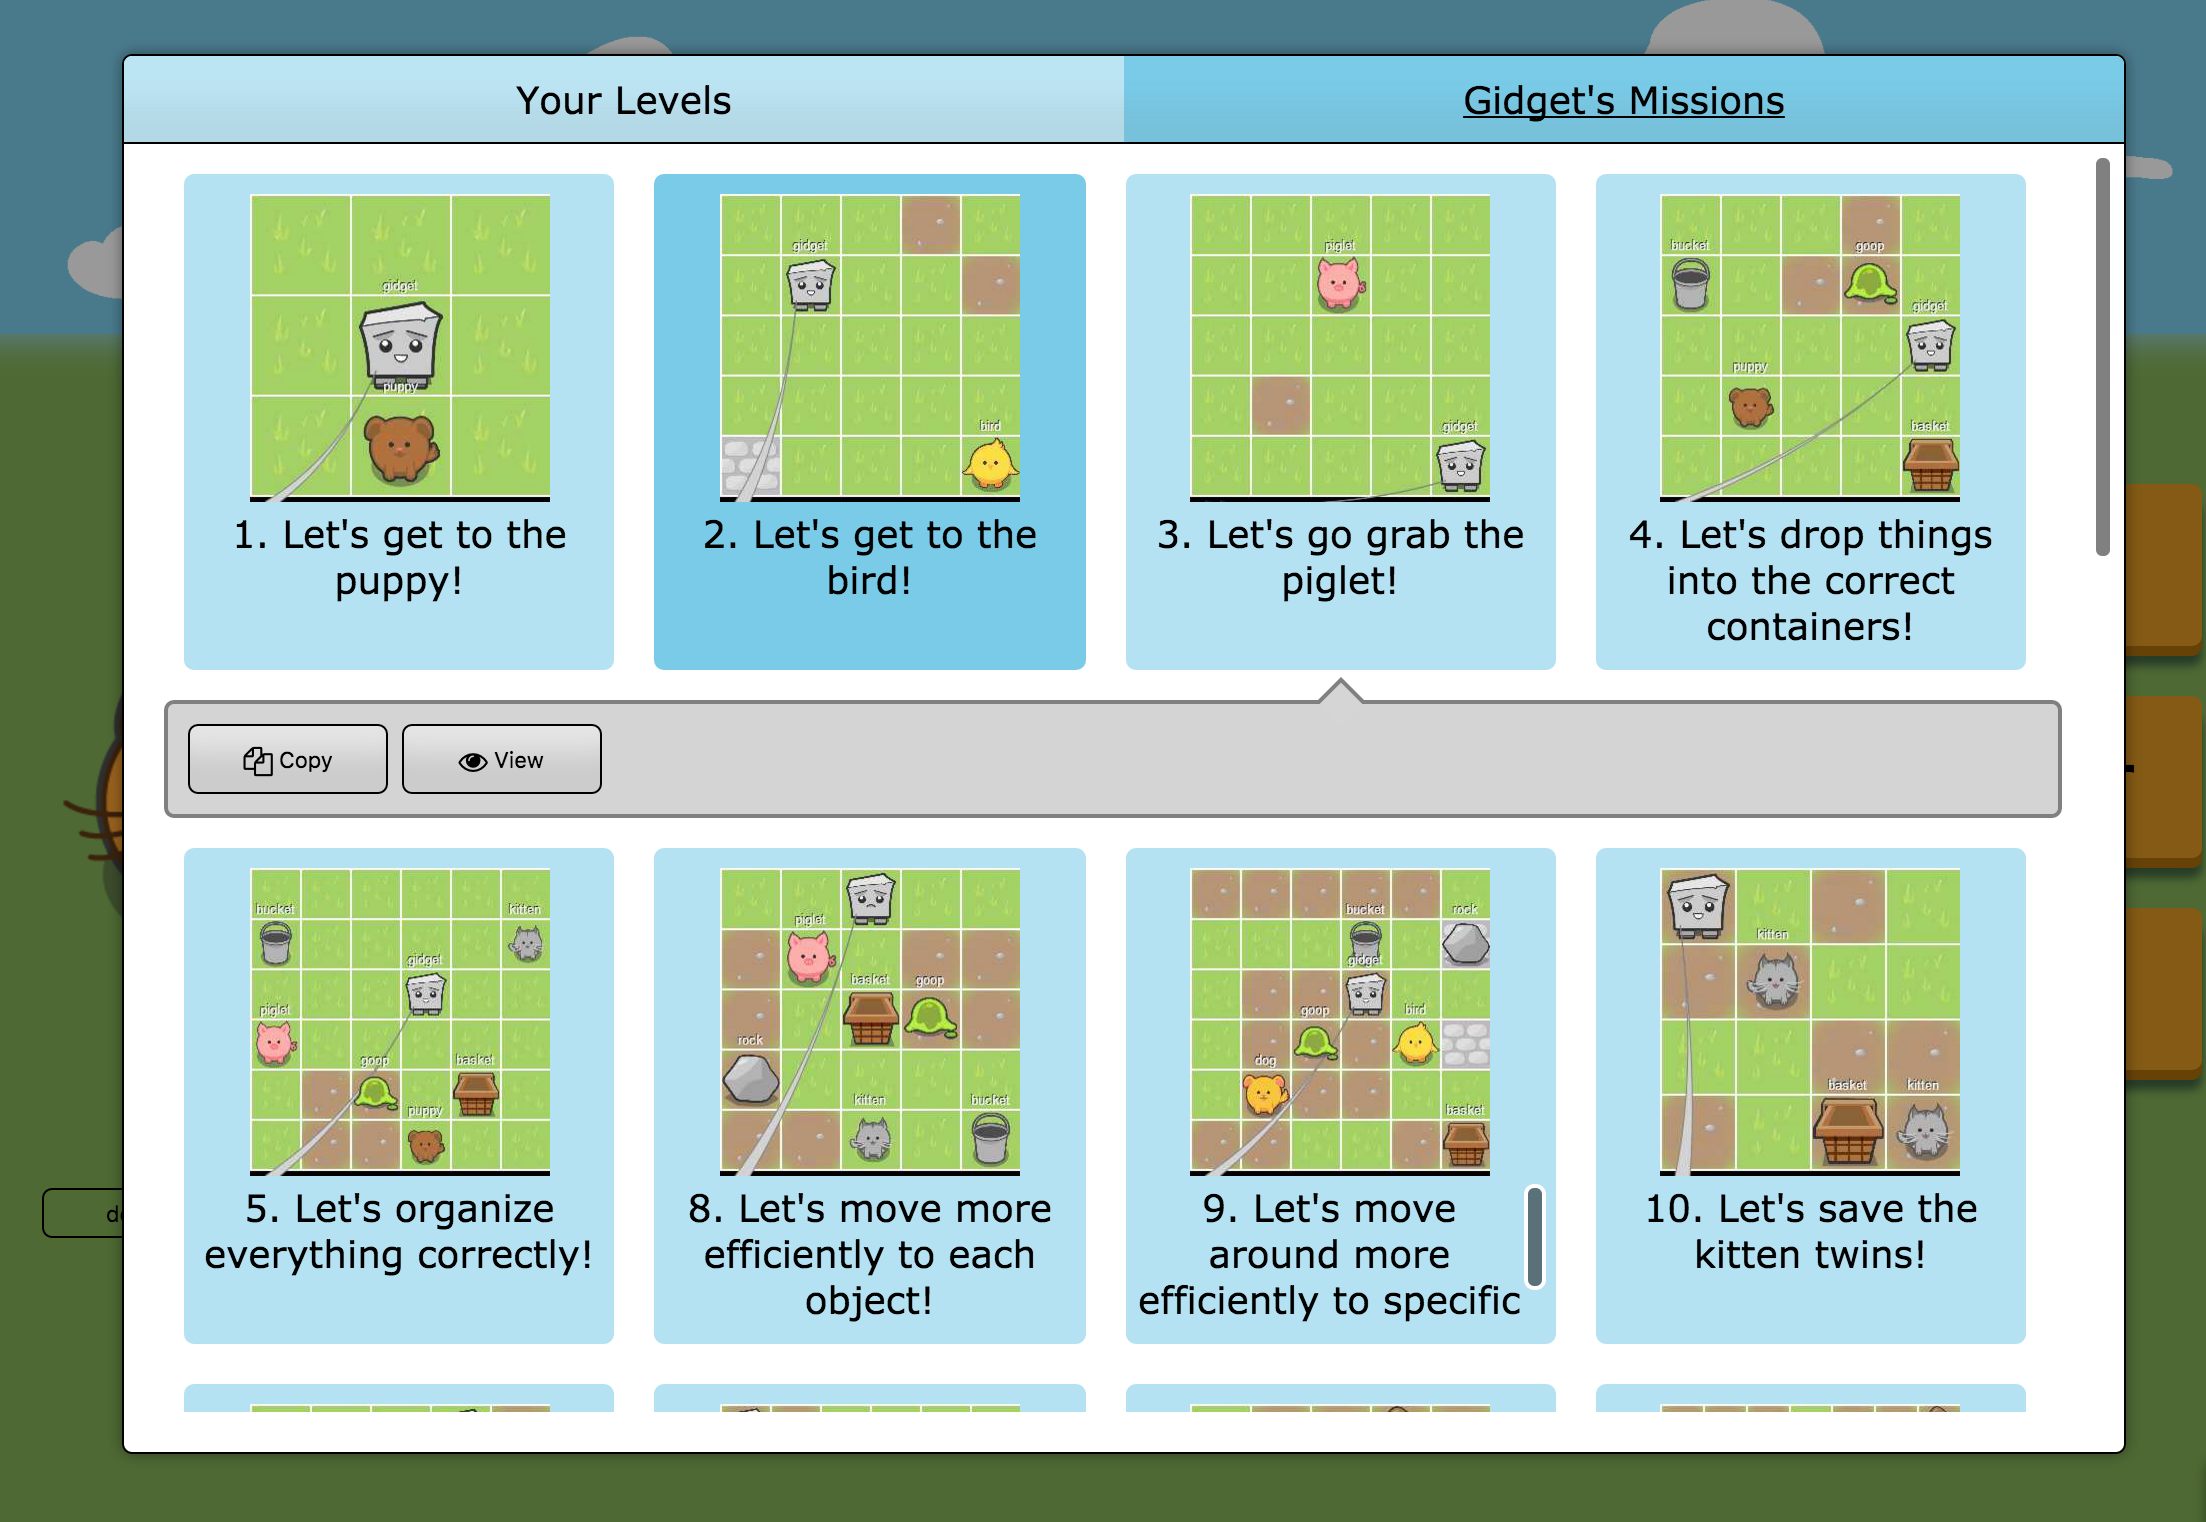 Your Levels
Gidget's Missions
gidget
puppy
1. Let's get to the
puppy!
gidget
bird
2. Let's get to the
bird!
piglet
gidget
3. Let's go grab the
piglet!
bucket
goop
gidget
puppy
basket
4. Let's drop things
into the correct
containers!
Copy
View
bucket
kitten
gidget
piglet
goop
basket
puppy
5. Let's organize
everything correctly!
piglet
basket
goop
rock
kitten
bucket
8. Let's move more
efficiently to each
object!
bucket
rock
gidget
goop
bird
dog
basket
9. Let's move
around more
efficiently to specific
kitten
basket
kitten
10. Let's save the
kitten twins!